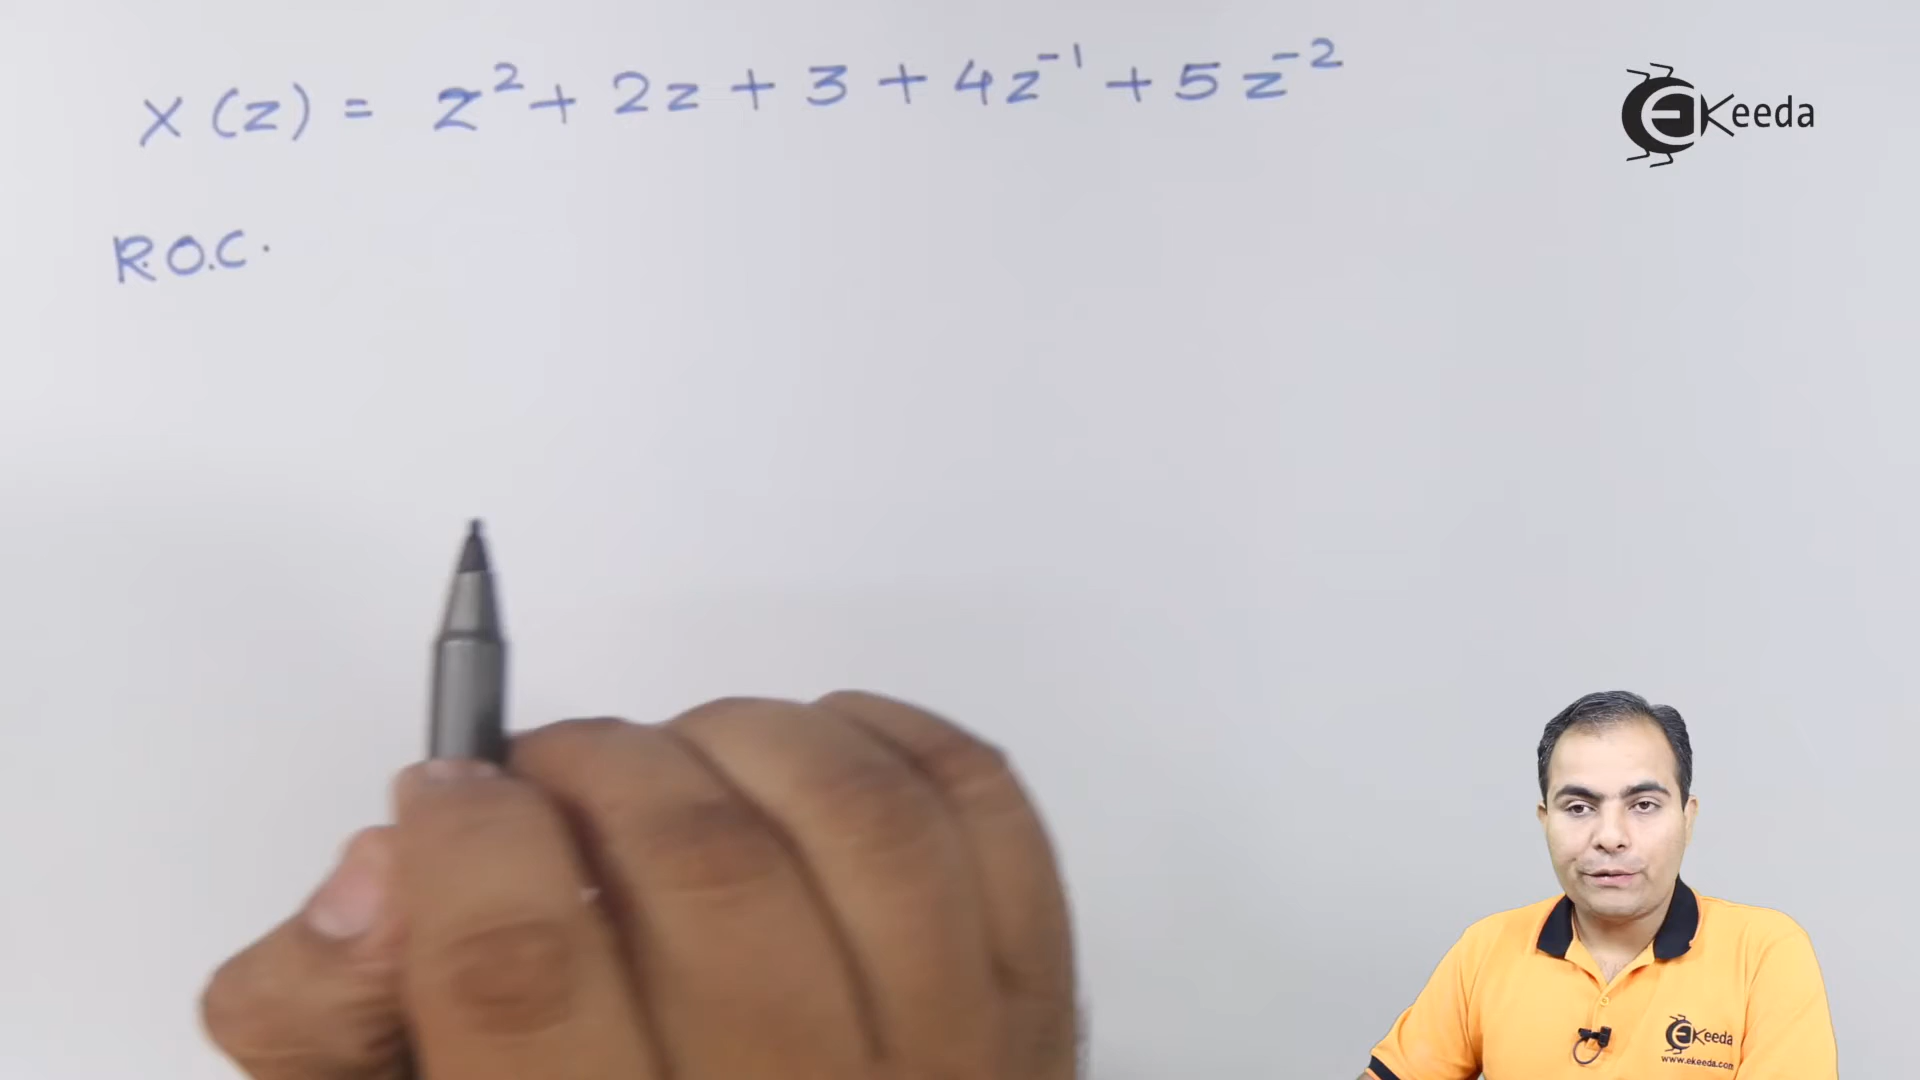 X(z) = z² + 2z + 3 + 4z⁻¹ + 5z⁻²
EKeeda
R.O.C.
EKeeda
www.ekeeda.com